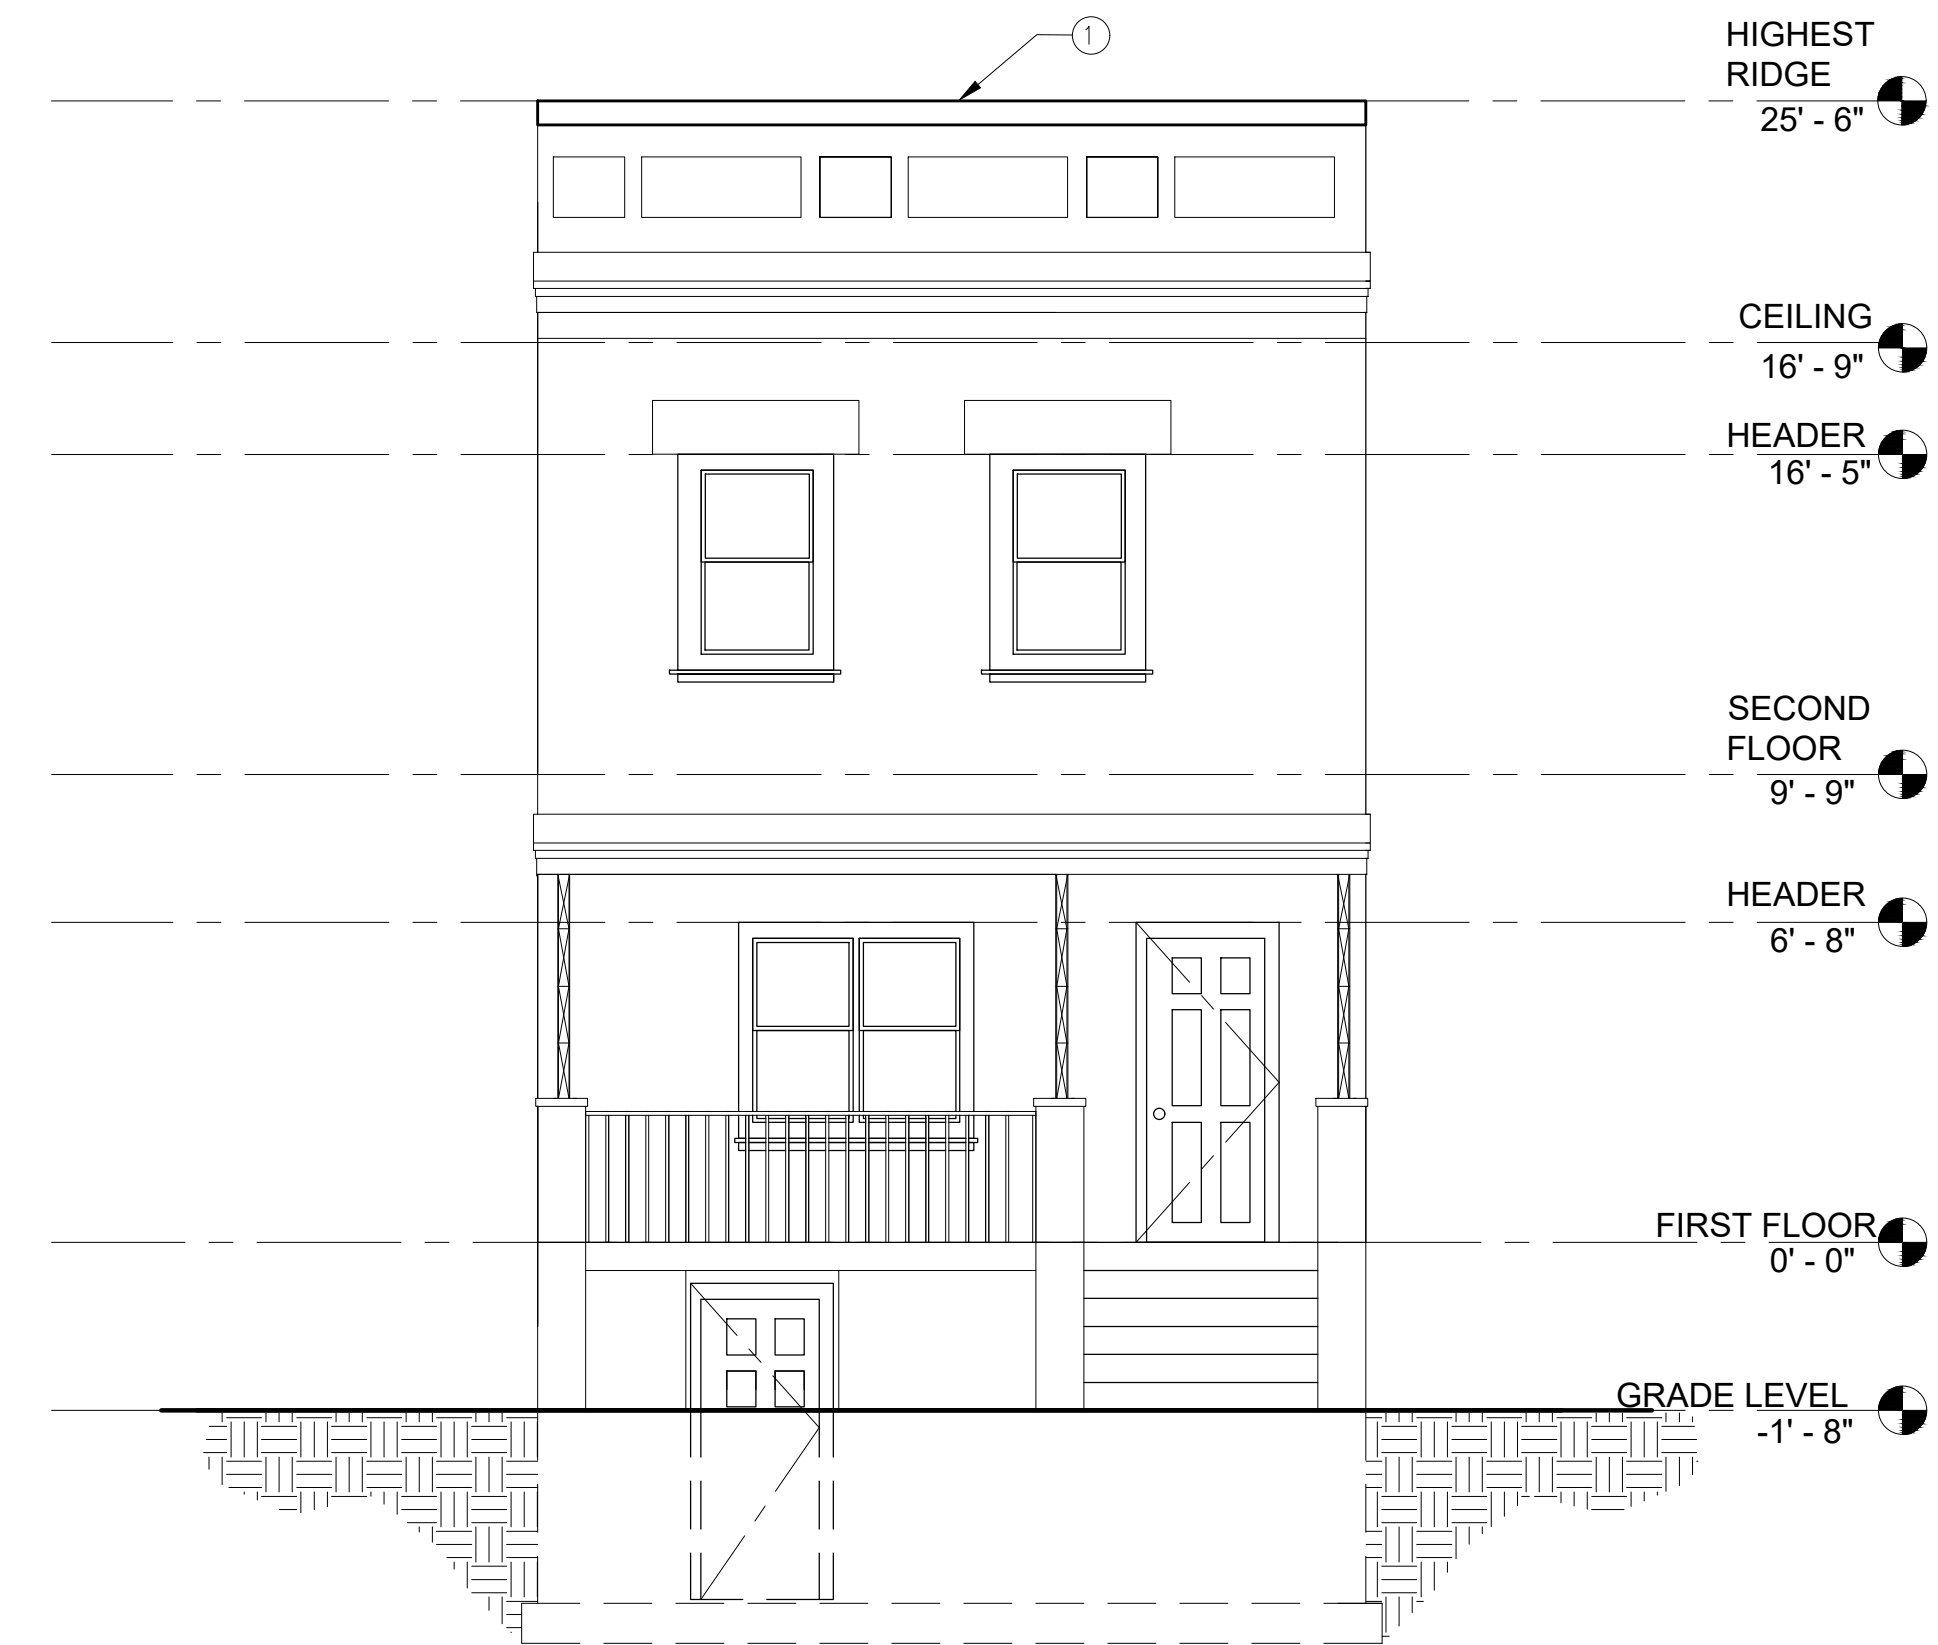 1
HIGHEST
RIDGE
25' - 6"
CEILING
16' - 9"
HEADER
16' - 5"
SECOND
FLOOR
9' - 9"
HEADER
6' - 8"
FIRST FLOOR
0' - 0"
GRADE LEVEL
-1' - 8"